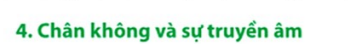 4. Chân không và sự truyền âm